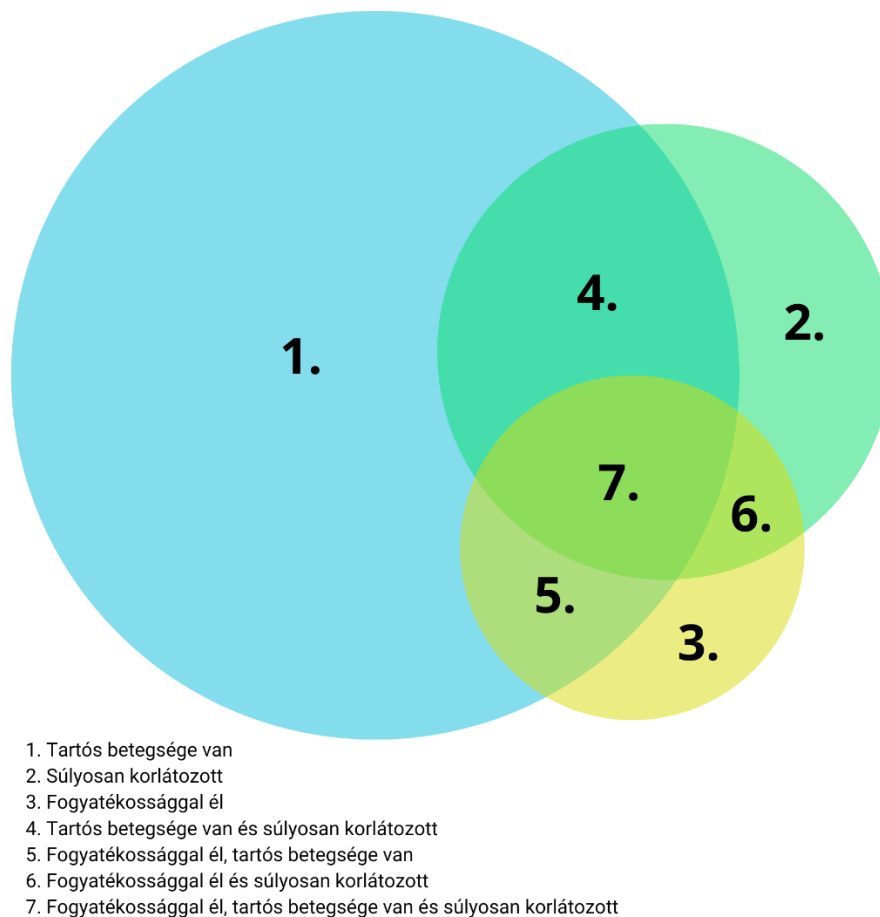 1.
4.
2.
7.
6.
5.
3.
1. Tartós betegsége van
2. Súlyosan korlátozott
3. Fogyatékossággal él
4. Tartós betegsége van és súlyosan korlátozott
5. Fogyatékossággal él, tartós betegsége van
6. Fogyatékossággal él és súlyosan korlátozott
7. Fogyatékossággal él, tartós betegsége van és súlyosan korlátozott